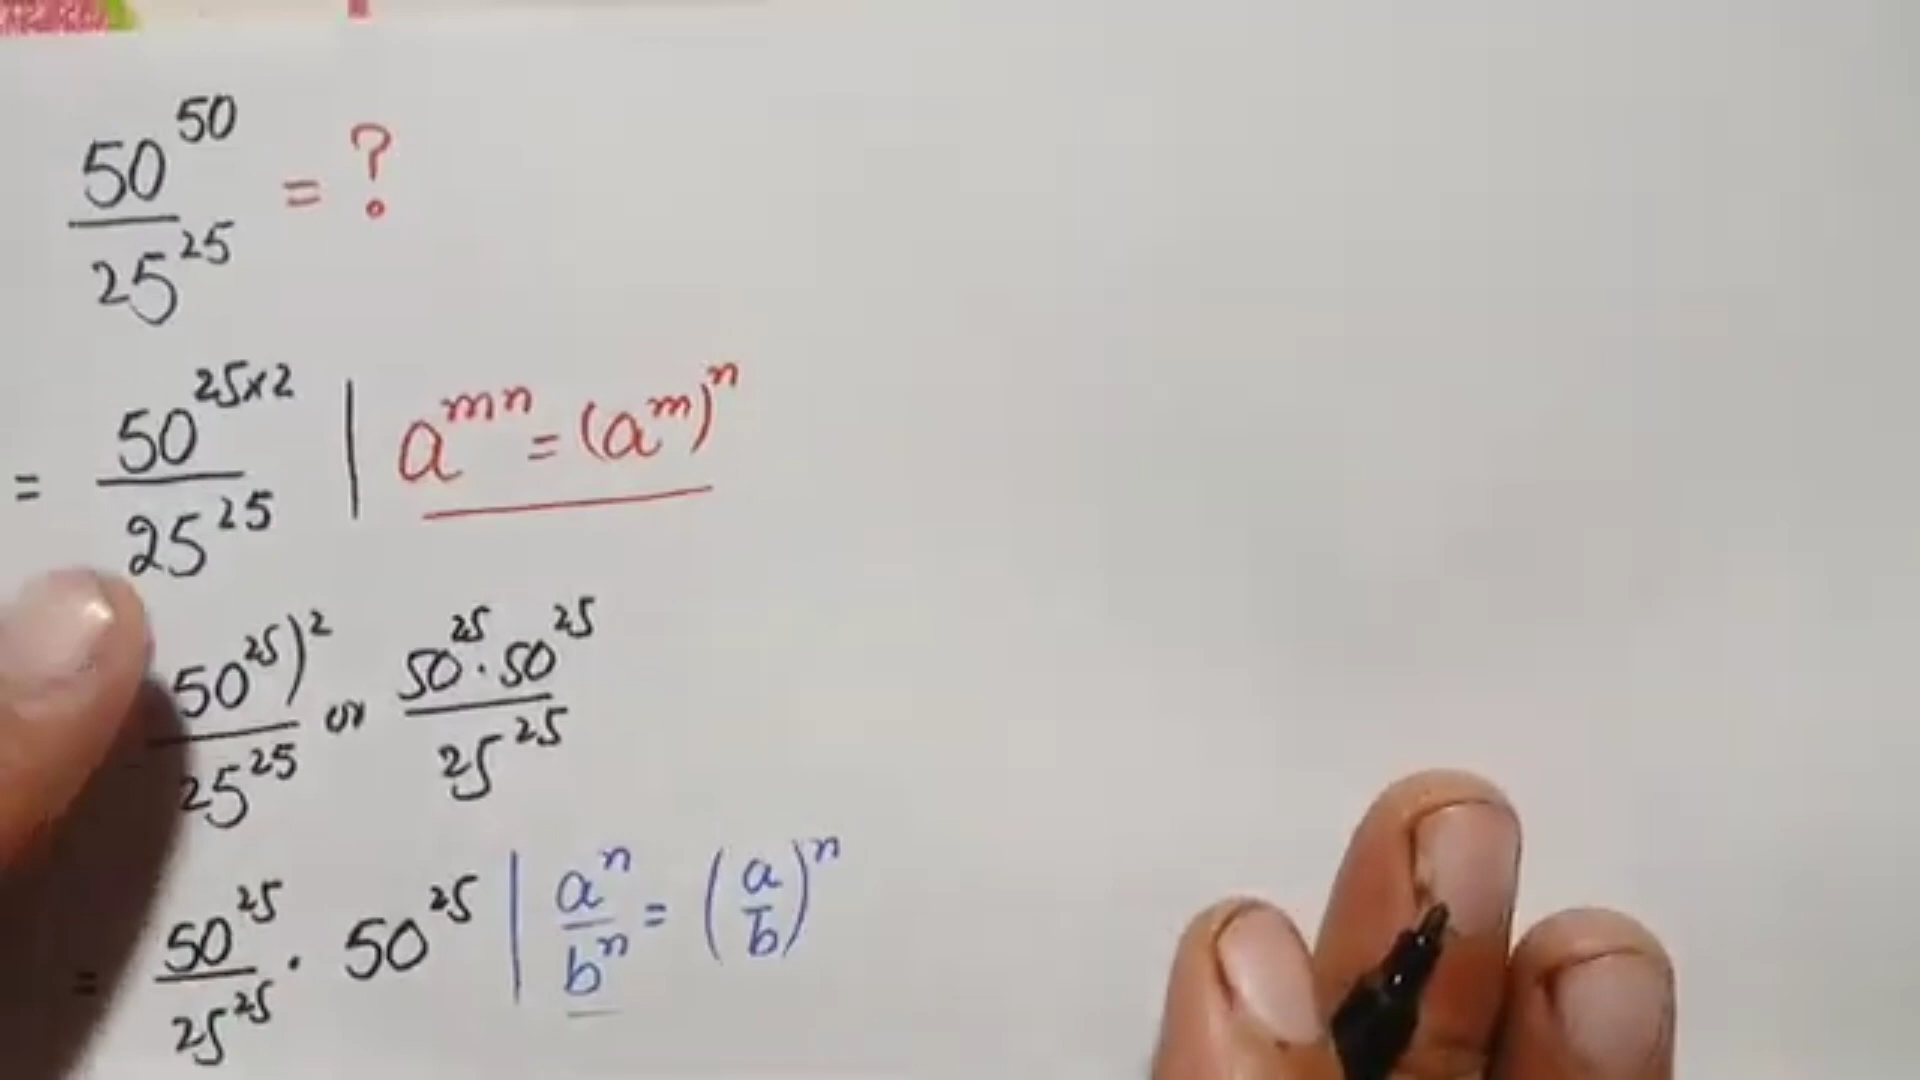 50^50 / 25^25 = ?
= 50^25×2 / 25^25 | a^mn = (a^m)^n
50^25)^2 / 25^25 or 50^25 · 50^25 / 25^25
= 50^25 / 25^25 · 50^25 | a^n / b^n = (a/b)^n